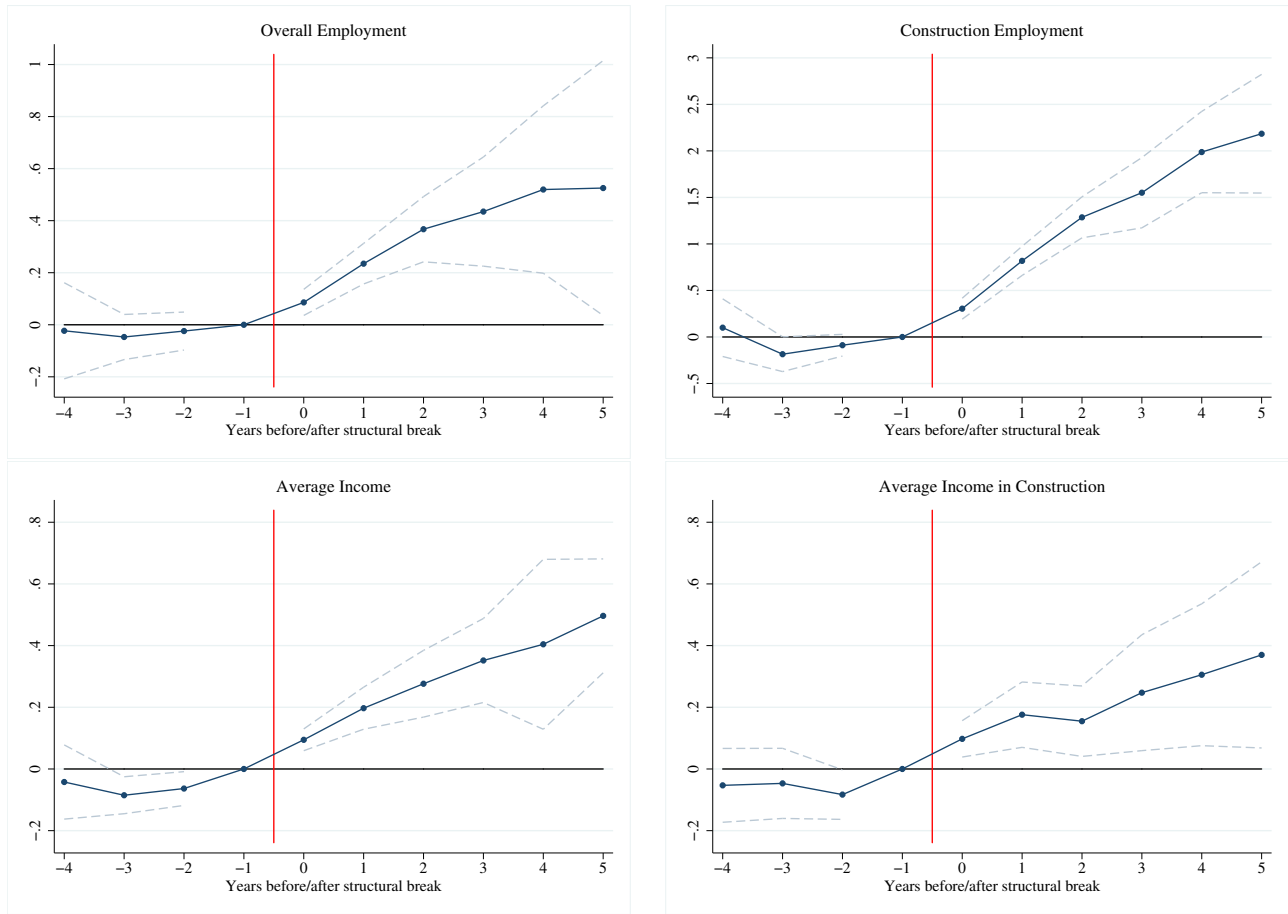 Overall Employment
1
.8
.6
.4
.2
0
−.2
−4 −3 −2 −1 0 1 2 3 4 5
Years before/after structural break
Construction Employment
3
2.5
2
1.5
1
.5
0
−.5
−4 −3 −2 −1 0 1 2 3 4 5
Years before/after structural break
Average Income
.8
.6
.4
.2
0
−.2
−4 −3 −2 −1 0 1 2 3 4 5
Years before/after structural break
Average Income in Construction
.8
.6
.4
.2
0
−.2
−4 −3 −2 −1 0 1 2 3 4 5
Years before/after structural break